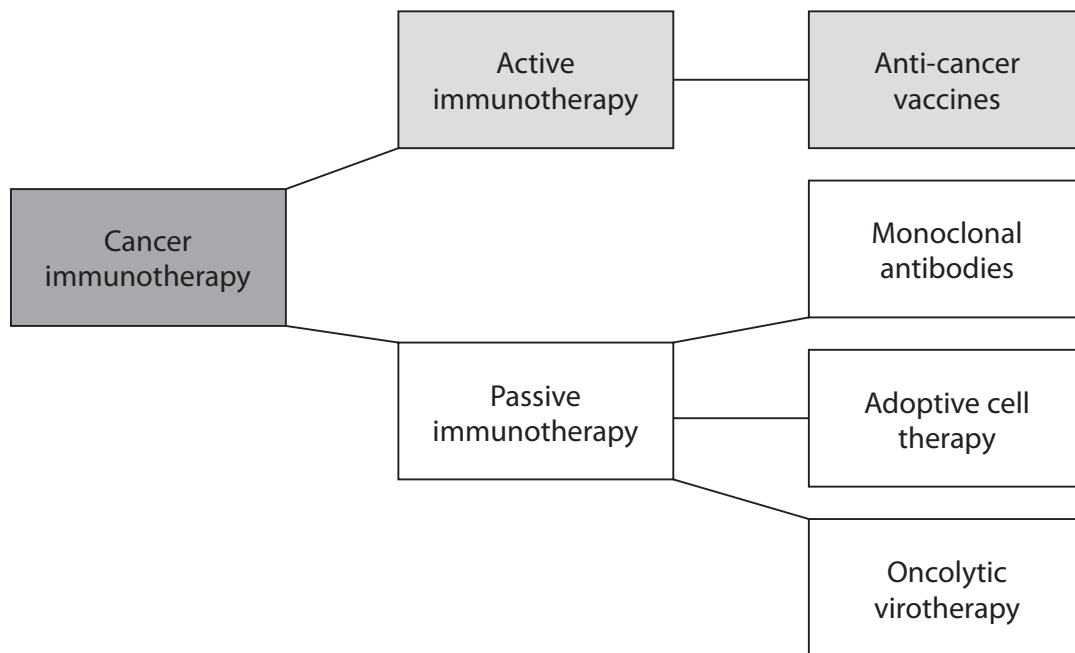 Active
immunotherapy
Anti-cancer
vaccines
Cancer
immunotherapy
Monoclonal
antibodies
Passive
immunotherapy
Adoptive cell
therapy
Oncolytic
virotherapy